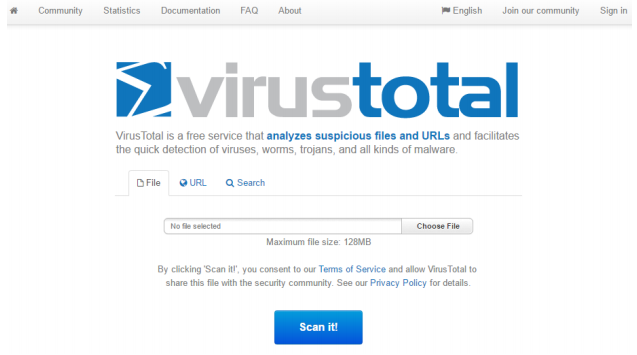 Community Statistics Documentation FAQ About English Join our community Sign in
virustotal
VirusTotal is a free service that analyzes suspicious files and URLs and facilitates
the quick detection of viruses, worms, trojans, and all kinds of malware.
File URL Search
No file selected Choose File
Maximum file size: 128MB
By clicking 'Scan it!', you consent to our Terms of Service and allow VirusTotal to
share this file with the security community. See our Privacy Policy for details.
Scan it!